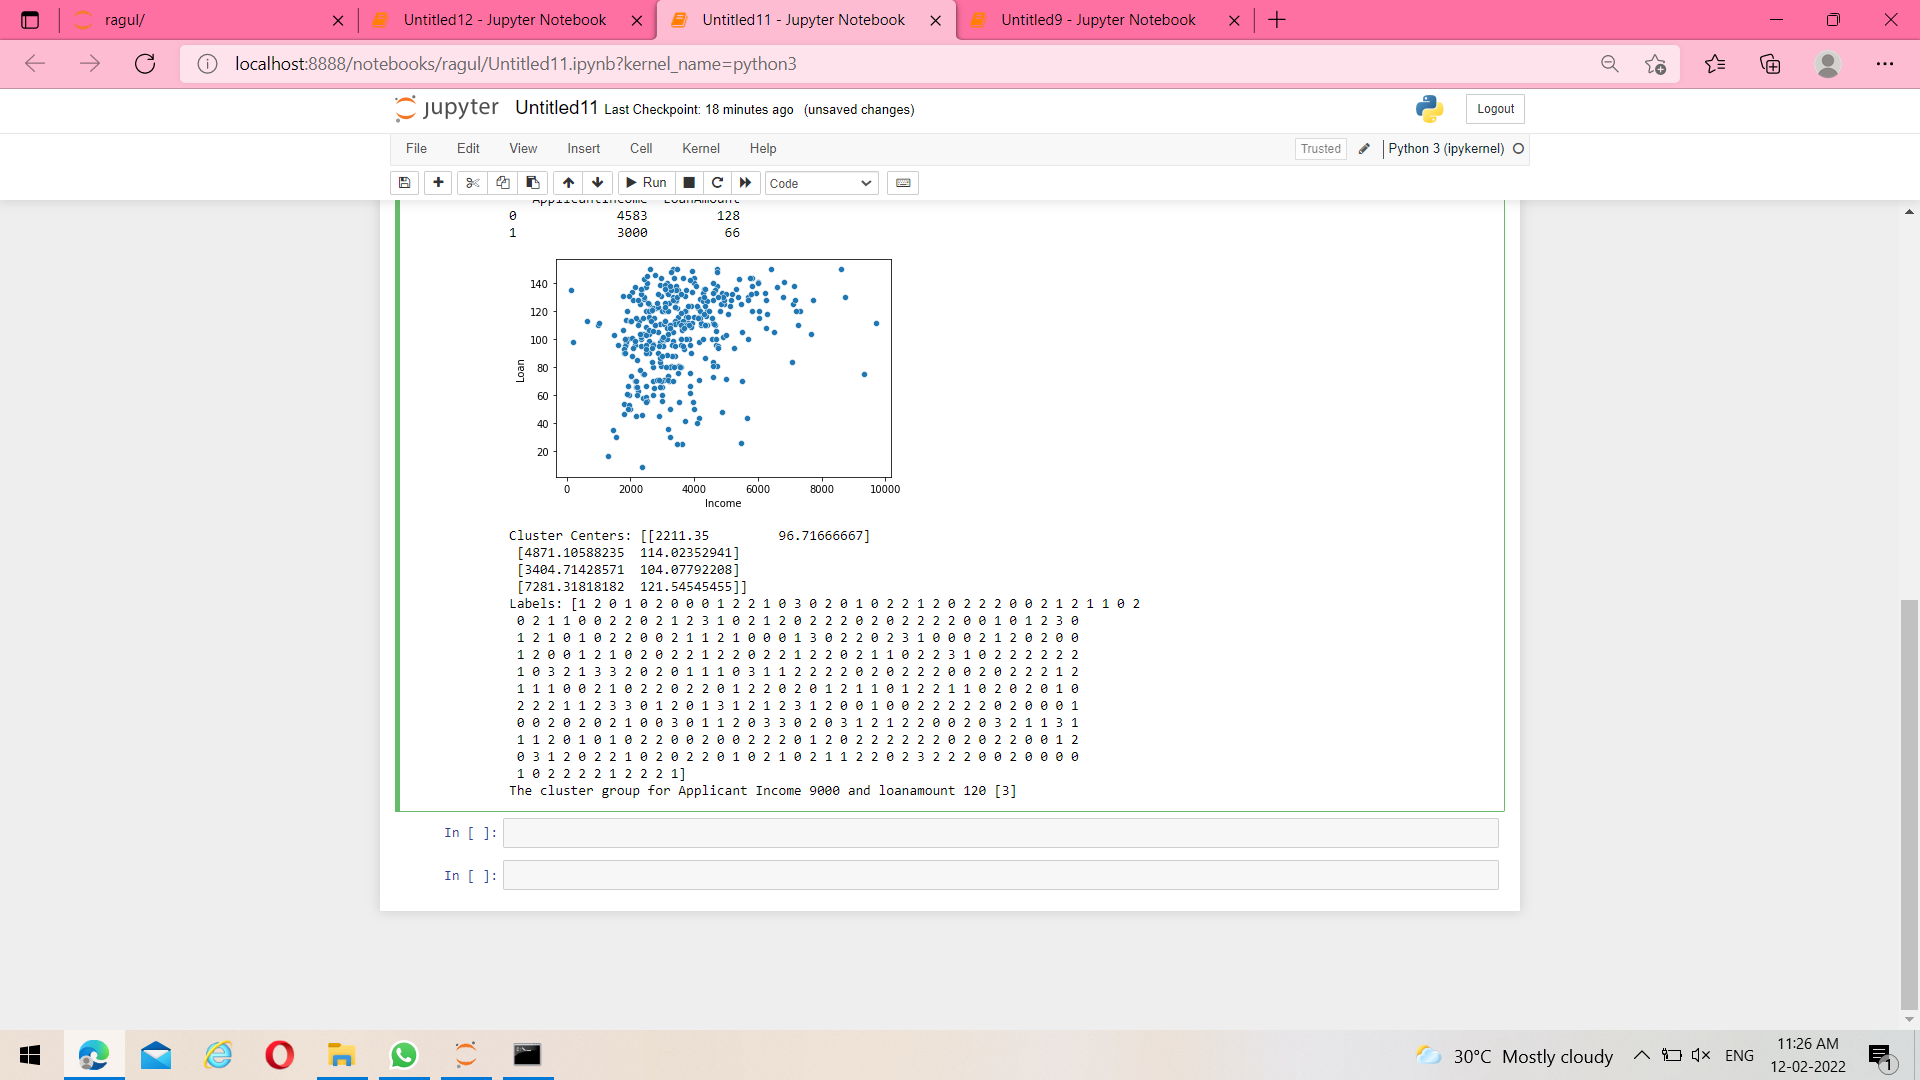 ragul/
Untitled12 - Jupyter Notebook
Untitled11 - Jupyter Notebook
Untitled9 - Jupyter Notebook
localhost:8888/notebooks/ragul/Untitled11.ipynb?kernel_name=python3
jupyter Untitled11 Last Checkpoint: 18 minutes ago (unsaved changes)
Logout
File Edit View Insert Cell Kernel Help
Trusted Python 3 (ipykernel)
Run Code
ApplicantIncome LoanAmount
0 4583 128
1 3000 66
140
120
100
80
60
40
20
Loan
0 2000 4000 6000 8000 10000
Income
Cluster Centers: [[2211.35 96.71666667]
[4871.10588235 114.02352941]
[3404.71428571 104.07792208]
[7281.31818182 121.54545455]]
Labels: [1 2 0 1 0 2 0 0 0 1 2 2 1 0 3 0 2 0 1 0 2 2 1 2 0 2 2 2 0 0 2 1 2 1 1 0 2
0 2 1 1 0 0 2 2 0 2 1 2 3 1 0 2 1 2 0 2 2 2 0 2 0 2 2 2 2 0 0 1 0 1 2 3 0
1 2 1 0 1 0 2 2 0 0 2 1 1 2 1 0 0 0 1 3 0 2 2 0 2 3 1 0 0 0 2 1 2 0 2 0 0
1 2 0 0 1 2 1 0 2 0 2 2 1 2 2 0 2 2 1 2 2 0 2 1 1 0 2 2 3 1 0 2 2 2 2 2 2
1 0 3 2 1 3 3 2 0 2 0 1 1 1 0 3 1 1 2 2 2 2 0 2 0 2 2 2 0 0 2 0 2 2 2 1 2
1 1 1 0 0 2 1 0 2 2 0 2 2 0 1 2 2 0 2 0 1 2 1 1 0 1 2 2 1 1 0 2 0 2 0 1 0
2 2 2 1 1 2 3 3 0 1 2 0 1 3 1 2 1 2 3 1 2 0 0 1 0 0 2 2 2 2 0 2 0 0 0 1
0 0 2 0 2 0 2 1 0 0 3 0 1 1 2 0 3 3 0 2 0 3 1 2 1 2 2 0 0 2 0 3 2 1 1 3 1
1 1 2 0 1 0 1 0 2 2 0 0 2 0 0 2 2 2 0 1 2 0 2 2 2 2 2 2 0 2 0 2 2 0 0 1 2
0 3 1 2 0 2 2 1 0 2 0 2 2 0 1 0 2 1 0 2 1 1 2 2 0 2 3 2 2 2 0 0 2 0 0 0 0
1 0 2 2 2 2 1 2 2 2 1]
The cluster group for Applicant Income 9000 and loanamount 120 [3]
In [ ]:
In [ ]:
30°C Mostly cloudy
ENG
11:26 AM
12-02-2022
1